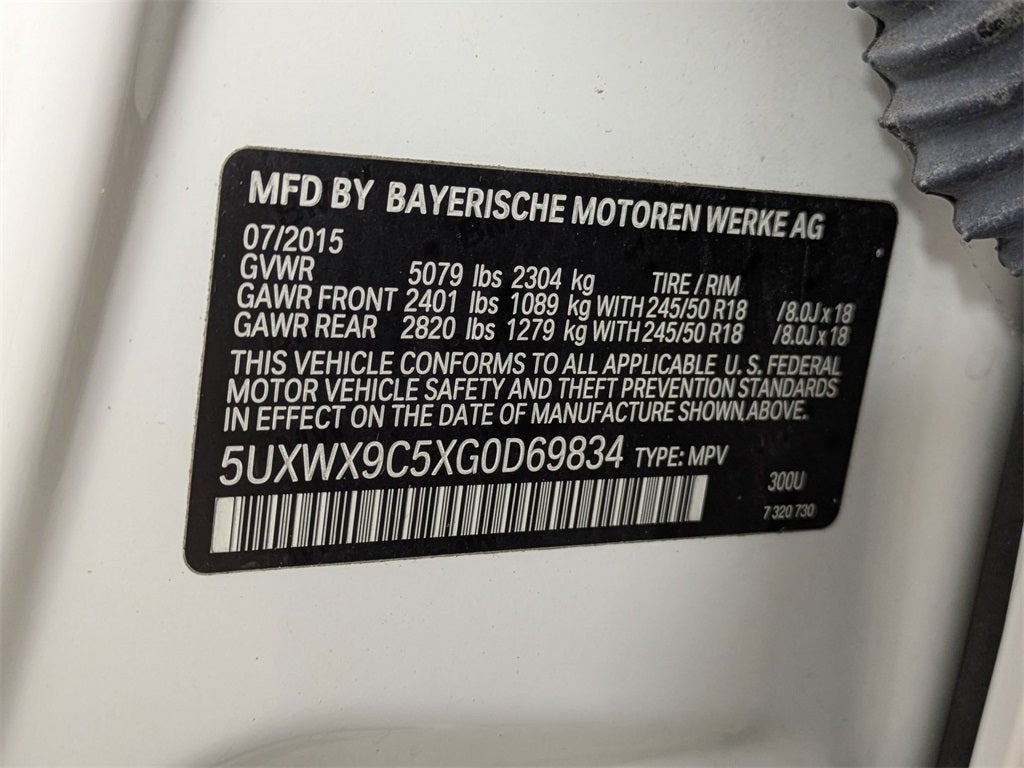 MFD BY BAYERISCHE MOTOREN WERKE AG
07/2015
GVWR 5079 lbs 2304 kg TIRE / RIM
GAWR FRONT 2401 lbs 1089 kg WITH 245/50 R18 /8.0J x 18
GAWR REAR 2820 lbs 1279 kg WITH 245/50 R18 /8.0J x 18
THIS VEHICLE CONFORMS TO ALL APPLICABLE U.S. FEDERAL
MOTOR VEHICLE SAFETY AND THEFT PREVENTION STANDARDS
IN EFFECT ON THE DATE OF MANUFACTURE SHOWN ABOVE.
5UXWX9C5XG0D69834 TYPE: MPV
300U
7 320 730